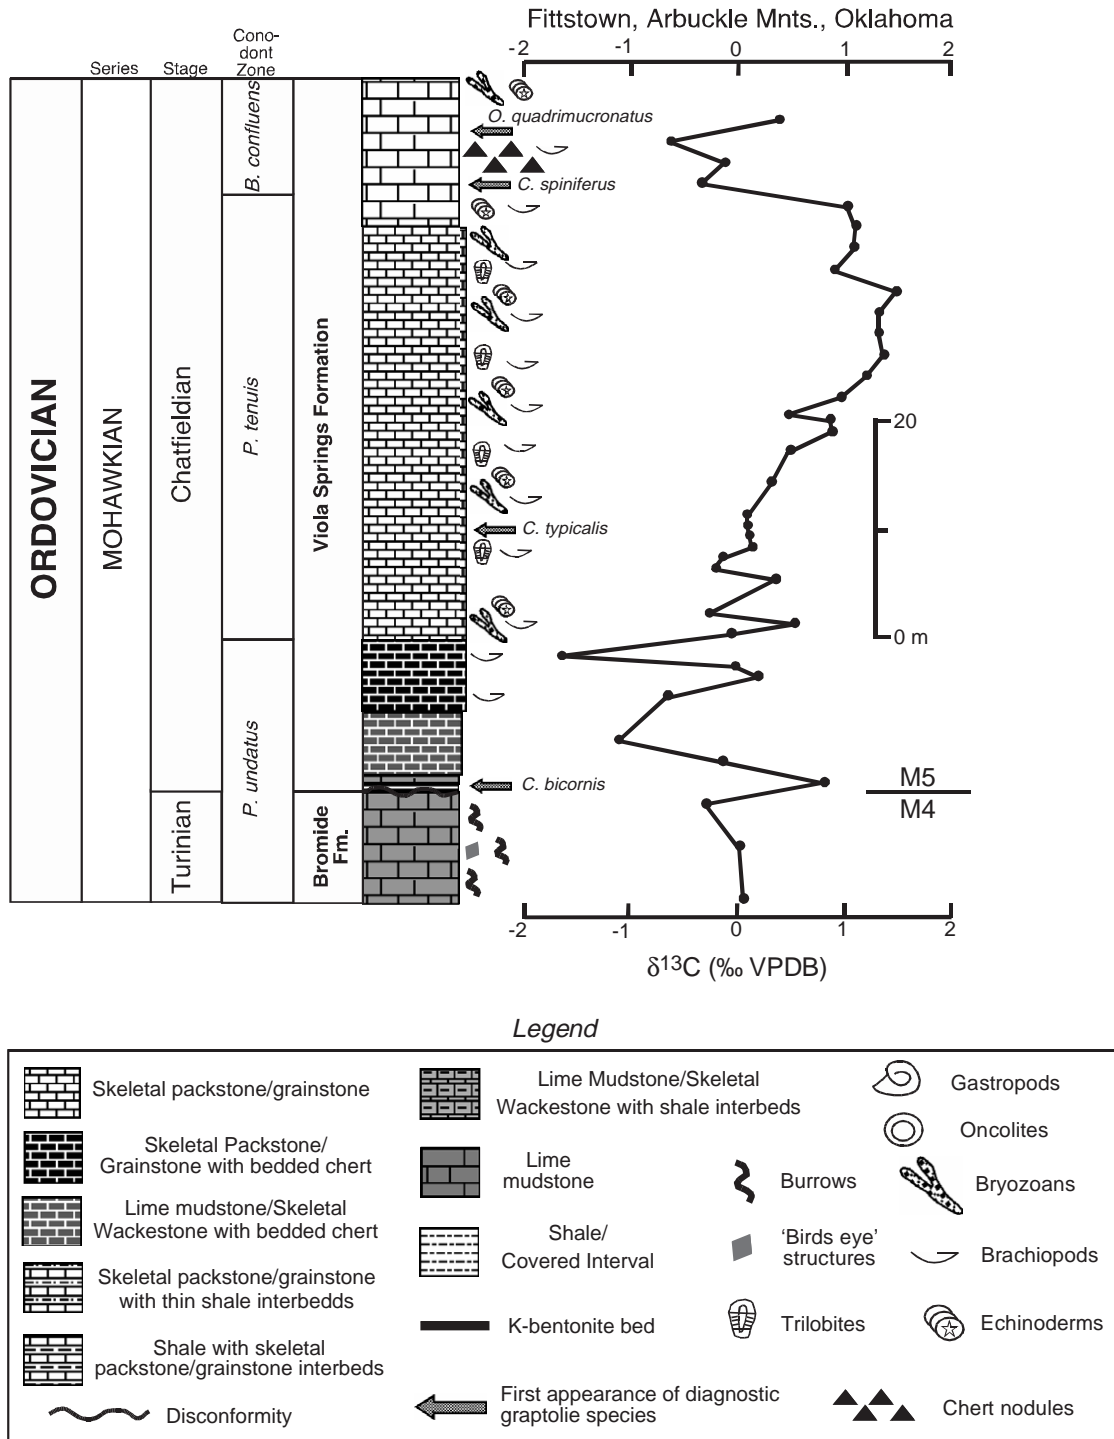 Fittstown, Arbuckle Mnts., Oklahoma
-2 -1 0 1 2
Series
Stage
Cono-
dont
Zone
ORDOVICIAN
MOHAWKIAN
Chatfieldian
Turinian
B. confluens
P. tenuis
P. undatus
Viola Springs Formation
Bromide
Fm.
O. quadrimucronatus
C. spiniferus
C. typicalis
C. bicornis
20
0 m
M5
M4
-2 -1 0 1 2
δ13C (‰ VPDB)
Legend
Skeletal packstone/grainstone
Skeletal Packstone/
Grainstone with bedded chert
Lime mudstone/Skeletal
Wackestone with bedded chert
Skeletal packstone/grainstone
with thin shale interbedds
Shale with skeletal
packstone/grainstone interbeds
Disconformity
Lime Mudstone/Skeletal
Wackestone with shale interbeds
Lime
mudstone
Shale/
Covered Interval
K-bentonite bed
First appearance of diagnostic
graptolie species
Burrows
'Birds eye'
structures
Trilobites
Gastropods
Oncolites
Bryozoans
Brachiopods
Echinoderms
Chert nodules